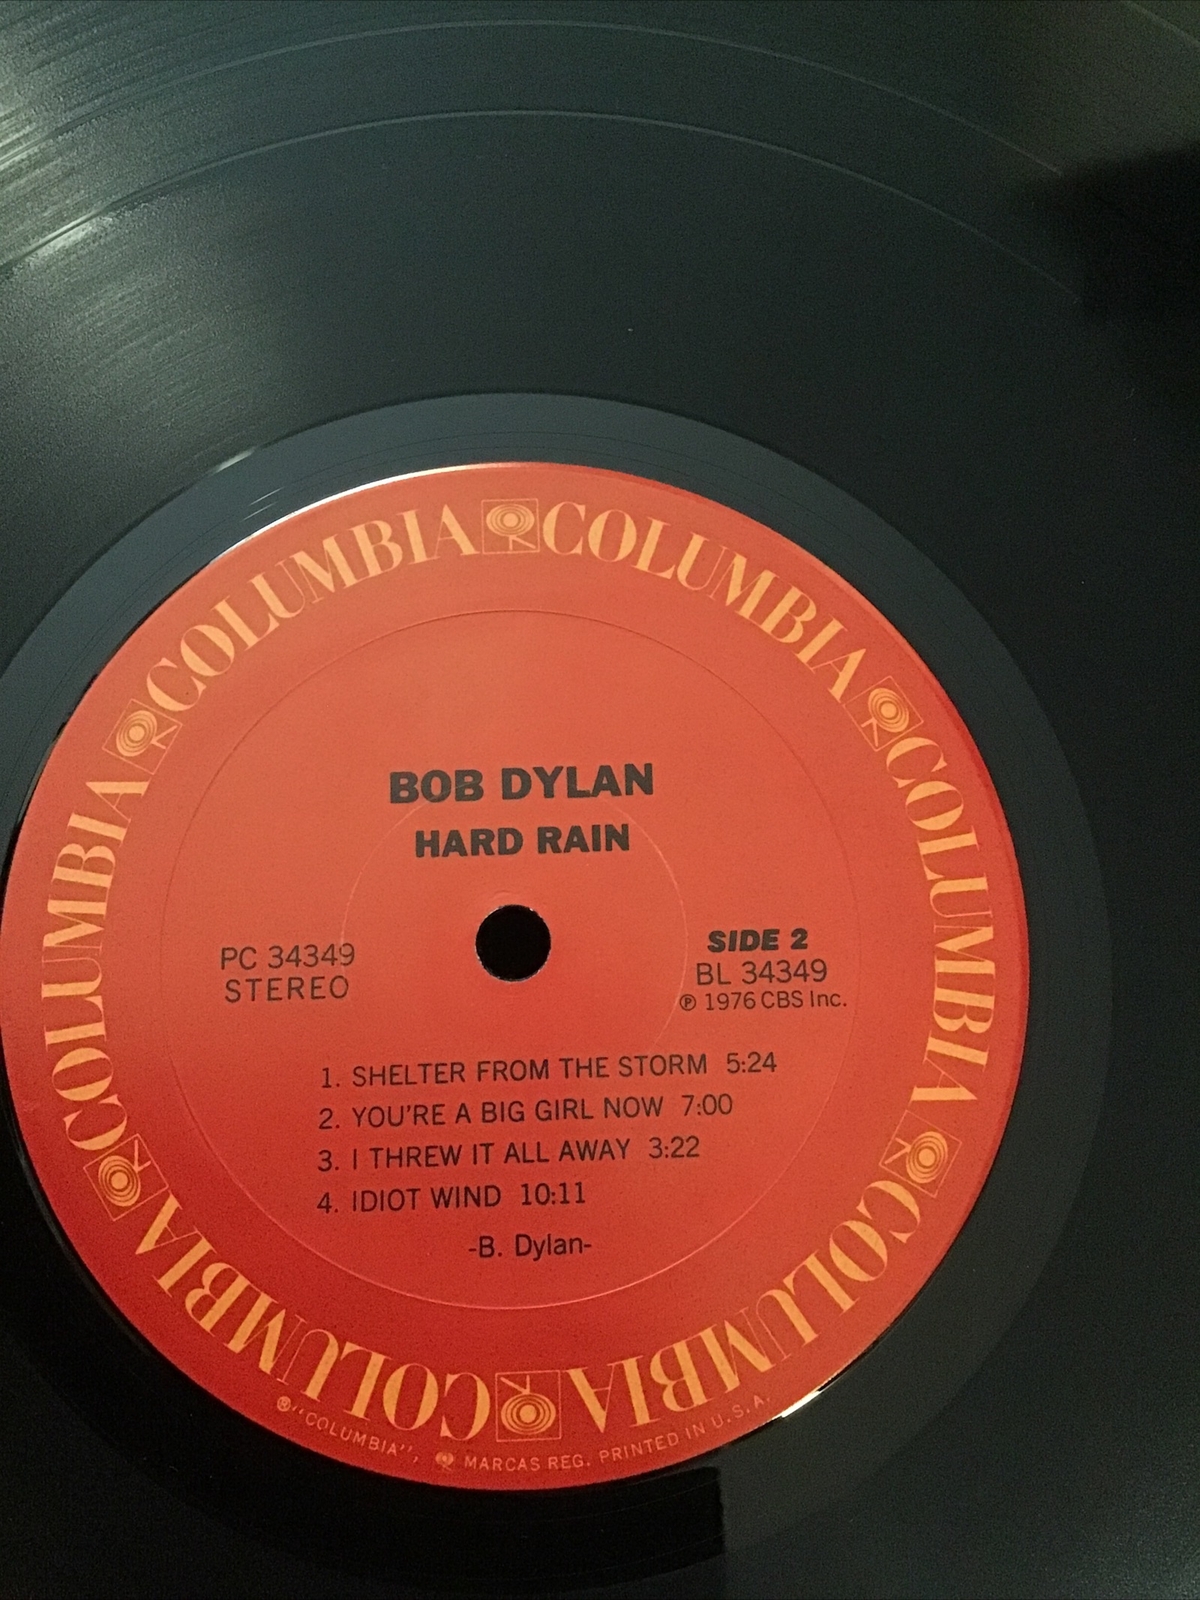 COLUMBIA COLUMBIA COLUMBIA COLUMBIA COLUMBIA COLUMBIA
BOB DYLAN
HARD RAIN
PC 34349
STEREO
SIDE 2
BL 34349
℗ 1976 CBS Inc.
1. SHELTER FROM THE STORM 5:24
2. YOU'RE A BIG GIRL NOW 7:00
3. I THREW IT ALL AWAY 3:22
4. IDIOT WIND 10:11
-B. Dylan-
®"COLUMBIA", MARCAS REG. PRINTED IN U.S.A.